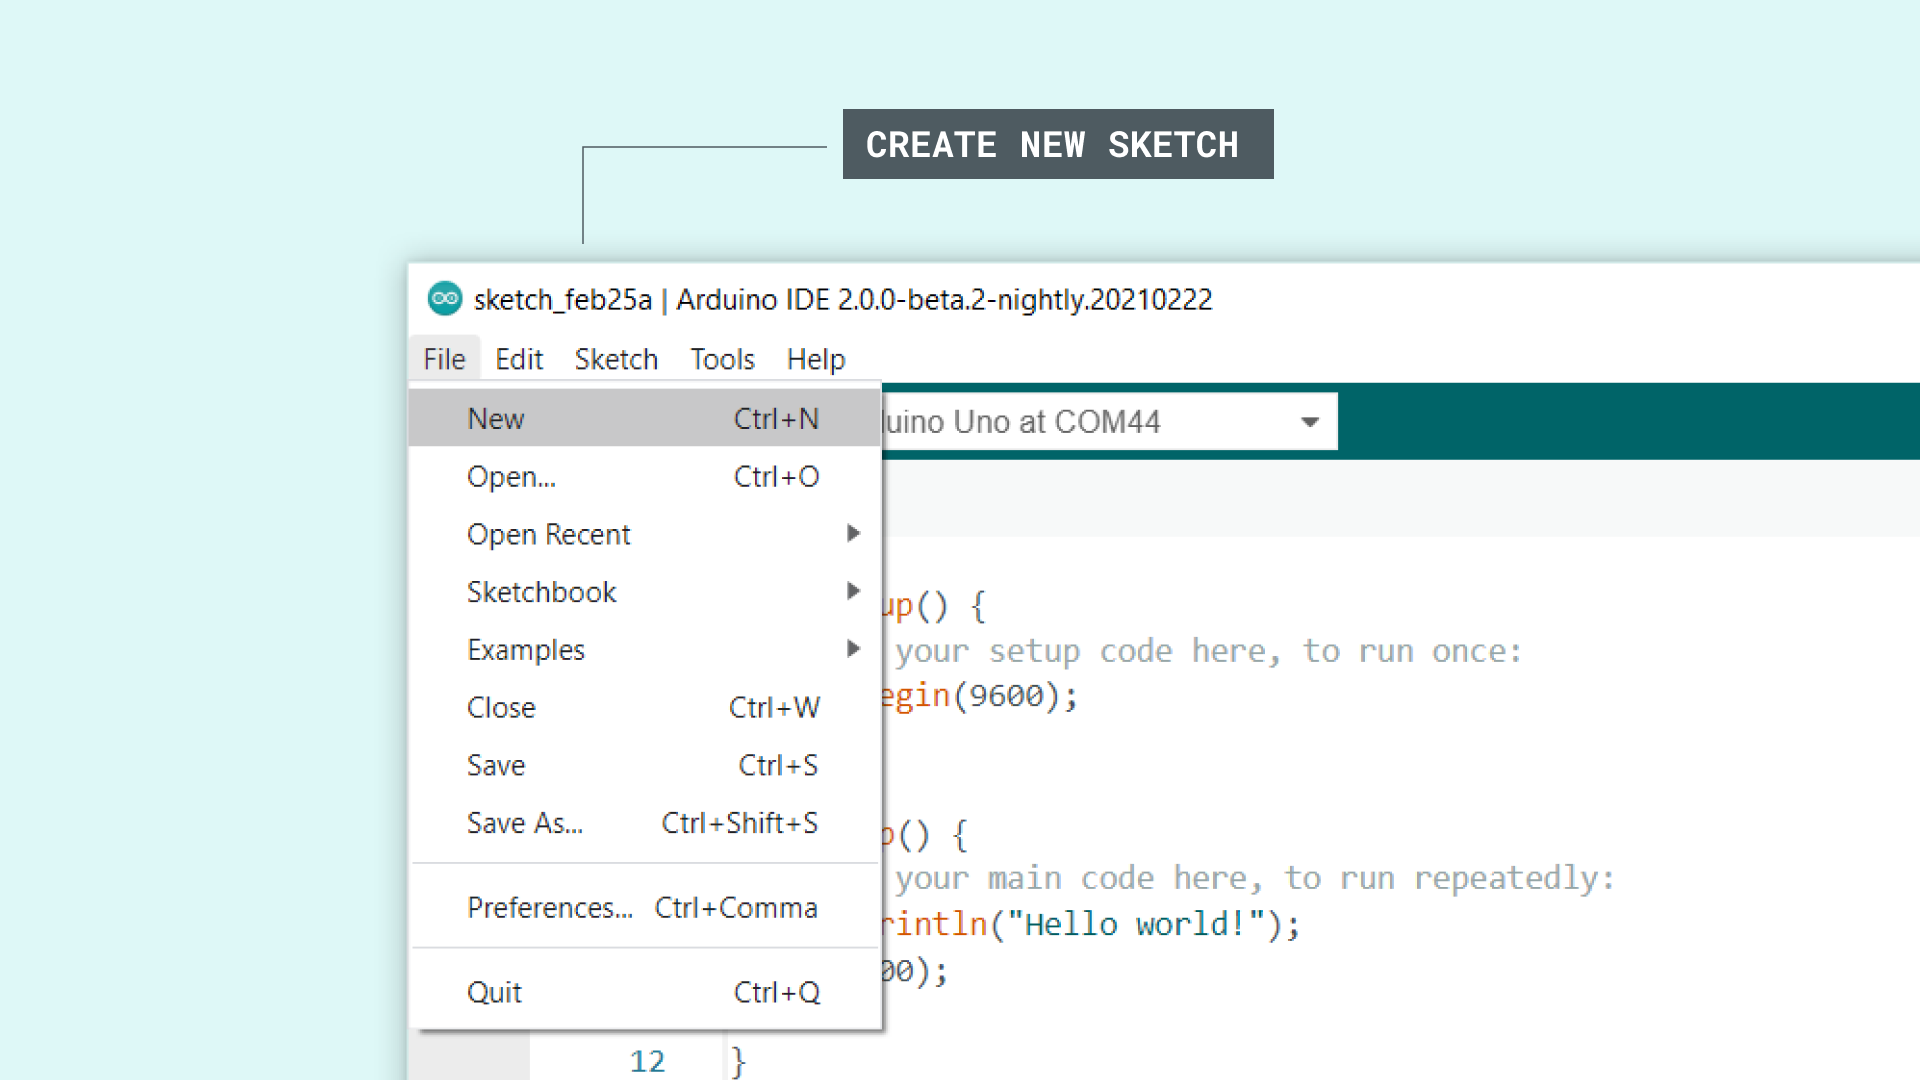 CREATE NEW SKETCH
sketch_feb25a | Arduino IDE 2.0.0-beta.2-nightly.20210222
File Edit Sketch Tools Help
New Ctrl+N
uino Uno at COM44
Open... Ctrl+O
Open Recent
Sketchbook
Examples
Close Ctrl+W
Save Ctrl+S
Save As... Ctrl+Shift+S
Preferences... Ctrl+Comma
Quit Ctrl+Q
up() {
your setup code here, to run once:
egin(9600);
() {
your main code here, to run repeatedly:
rintln("Hello world!");
00);
12 }